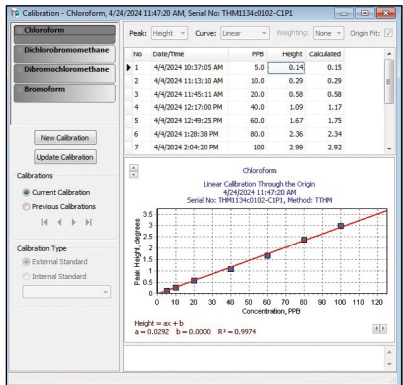 Calibration - Chloroform, 4/24/2024 11:47:20 AM, Serial No: THM1134c0102-C1P1
Chloroform
Dichlorobromomethane
Dibromochloromethane
Bromoform
New Calibration
Update Calibration
Calibrations
Current Calibration
Previous Calibrations
Calibration Type
External Standard
Internal Standard
Peak: Height Curve: Linear Weighting: None Origin Fit:
No Date/Time PPB Height Calculated
1 4/4/2024 10:37:05 AM 5.0 0.14 0.15
2 4/4/2024 11:13:10 AM 10.0 0.29 0.29
3 4/4/2024 11:45:11 AM 20.0 0.58 0.58
4 4/4/2024 12:17:00 PM 40.0 1.09 1.17
5 4/4/2024 12:49:25 PM 60.0 1.67 1.75
6 4/4/2024 1:28:38 PM 80.0 2.36 2.34
7 4/4/2024 2:04:20 PM 100 2.99 2.92
Chloroform
Linear Calibration Through the Origin
4/24/2024 11:47:20 AM
Serial No: THM1134c0102-C1P1, Method: TTHM
Peak Height, degrees
3.5
3
2.5
2
1.5
1
0.5
0
0 10 20 30 40 50 60 70 80 90 100 110 120
Concentration, PPB
Height = ax + b
a = 0.0292 b = 0.0000 R² = 0.9974